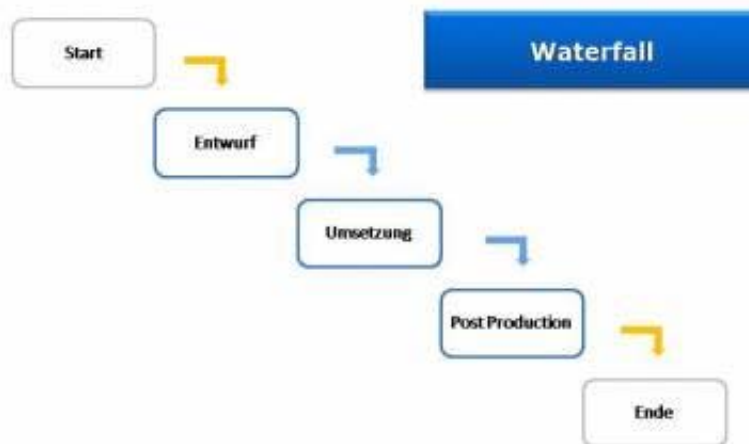 Start
Waterfall
Entwurf
Umsetzung
Post Production
Ende